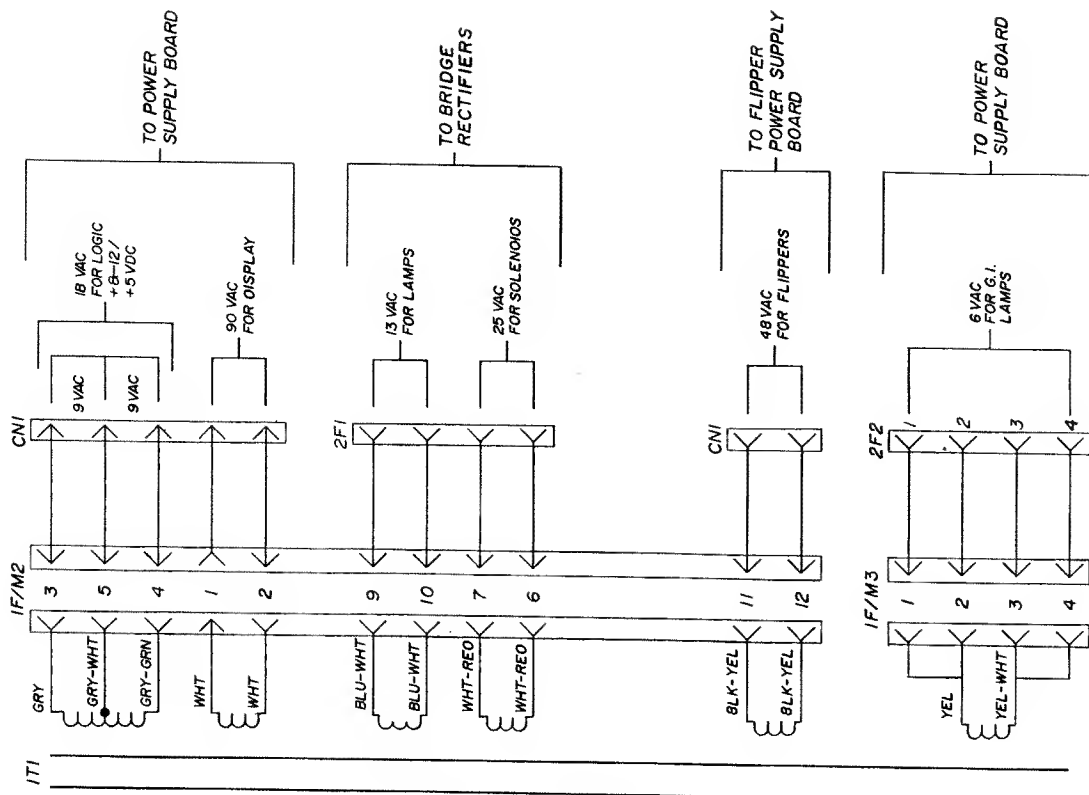 1T1
1F/M2
3
5
4
1
2
9
10
7
6
11
12
GRY
GRY-WHT
GRY-GRN
WHT
WHT
BLU-WHT
BLU-WHT
WHT-REO
WHT-REO
BLK-YEL
BLK-YEL
CN1
9 VAC
9 VAC
18 VAC
FOR LOGIC
+8-12/
+5 VDC
90 VAC
FOR OISPLAY
TO POWER
SUPPLY BOARD
2F1
13 VAC
FOR LAMPS
25 VAC
FOR SOLENOIOS
TO BRIDGE
RECTIFIERS
CN1
48 VAC
FOR FLIPPERS
TO FLIPPER
POWER SUPPLY
BOARD
1F/M3
1
2
3
4
YEL
YEL-WHT
2F2
1
2
3
4
6 VAC
FOR G.I.
LAMPS
TO POWER
SUPPLY BOARD